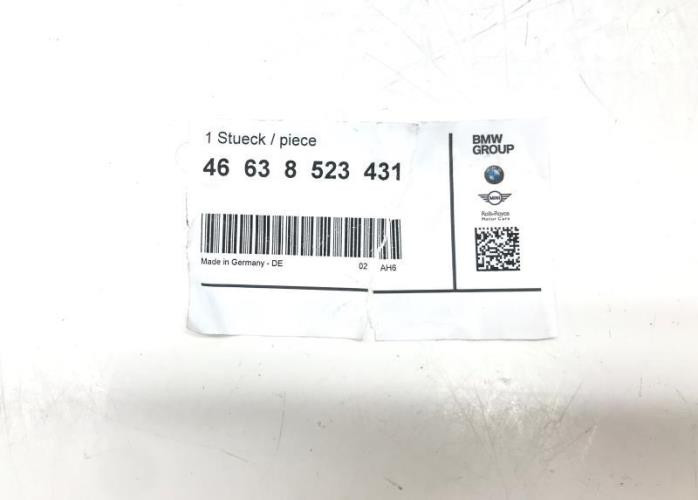 1 Stueck / piece
46 63 8 523 431
Made in Germany - DE 02 AH6
BMW
GROUP
MINI
Rolls-Royce
Motor Cars